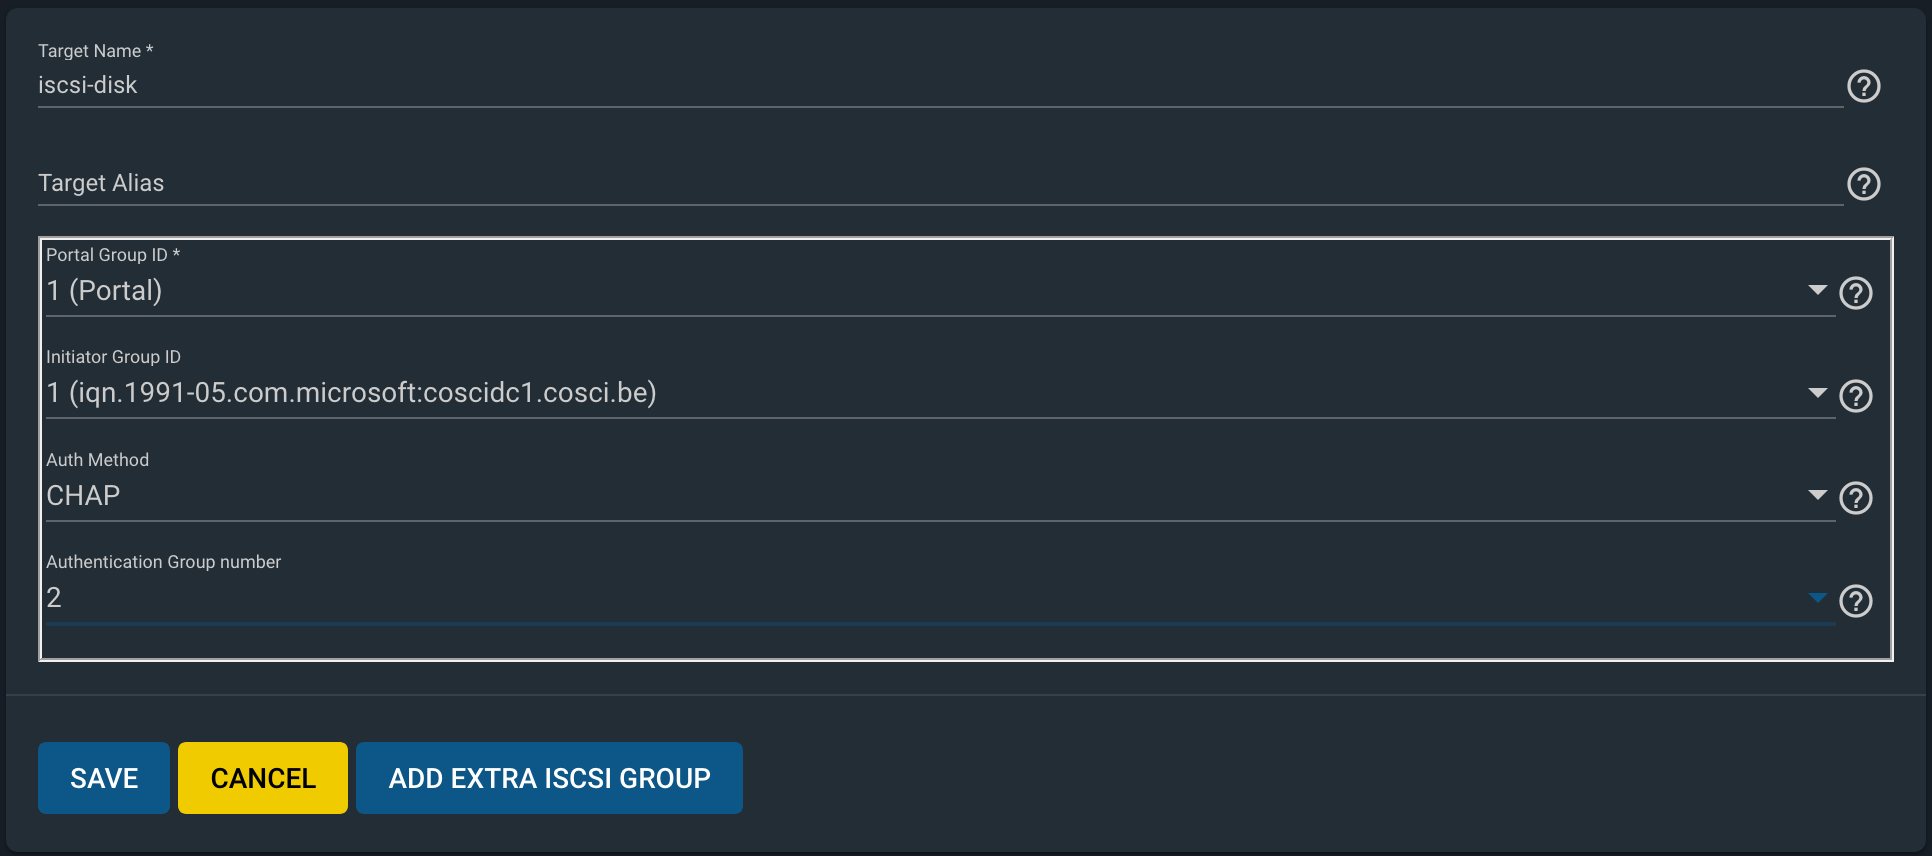 Target Name *
iscsi-disk
Target Alias
Portal Group ID *
1 (Portal)
Initiator Group ID
1 (iqn.1991-05.com.microsoft:coscidc1.cosci.be)
Auth Method
CHAP
Authentication Group number
2
SAVE CANCEL ADD EXTRA ISCSI GROUP